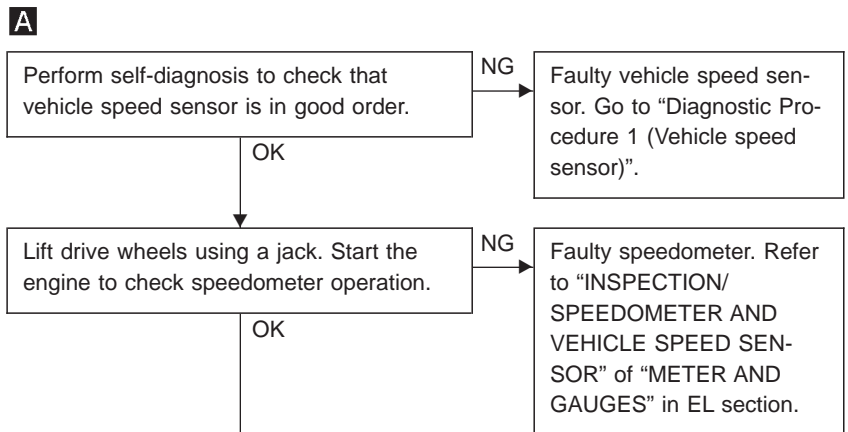 A
Perform self-diagnosis to check that
vehicle speed sensor is in good order.
NG
Faulty vehicle speed sen-
sor. Go to “Diagnostic Pro-
cedure 1 (Vehicle speed
sensor)”.
OK
Lift drive wheels using a jack. Start the
engine to check speedometer operation.
NG
Faulty speedometer. Refer
to “INSPECTION/
SPEEDOMETER AND
VEHICLE SPEED SEN-
SOR” of “METER AND
GAUGES” in EL section.
OK